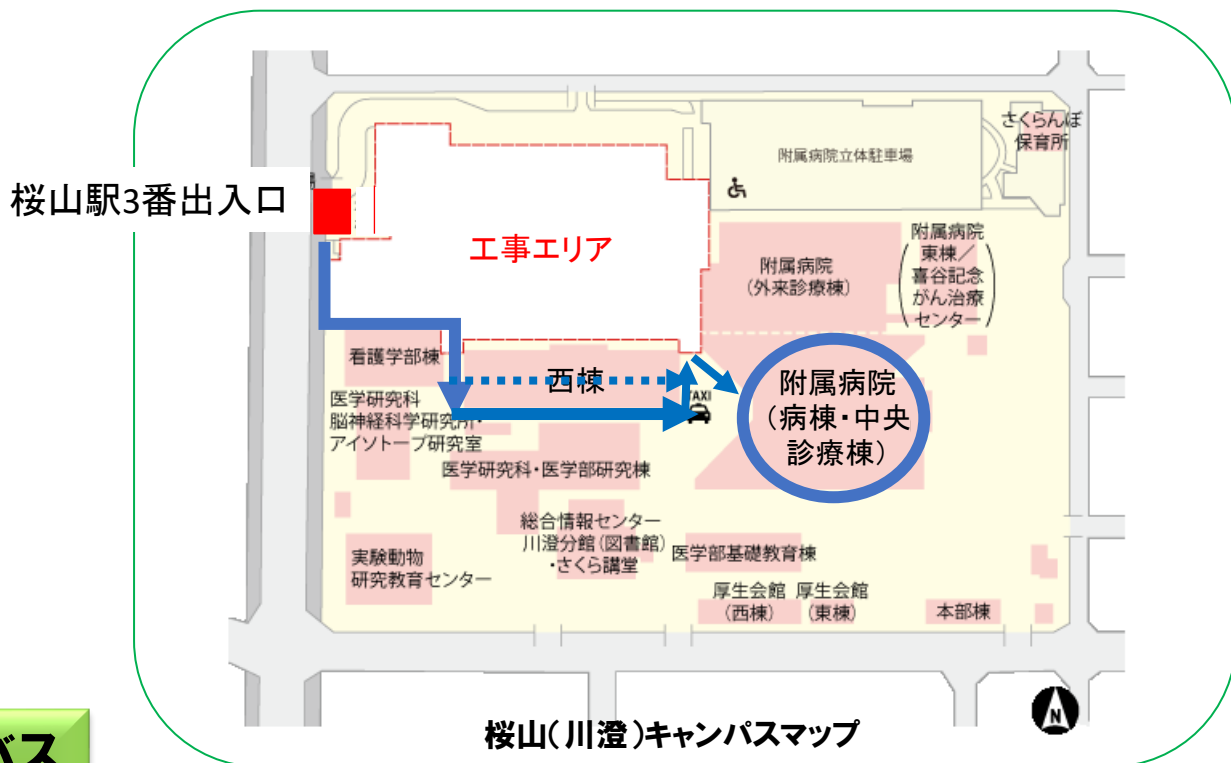 さくらんぼ
保育所
附属病院立体駐車場
桜山駅3番出入口
工事エリア
附属病院
(外来診療棟)
附属病院
東棟/
喜谷記念
がん治療
センター
看護学部棟
西棟
TAXI
附属病院
(病棟・中央
診療棟)
医学研究科
脳神経科学研究所・
アイソトープ研究室
医学研究科・医学部研究棟
総合情報センター
川澄分館(図書館)
・さくら講堂
医学部基礎教育棟
実験動物
研究教育センター
厚生会館
(西棟)
厚生会館
(東棟)
本部棟
N
桜山(川澄)キャンパスマップ
バス